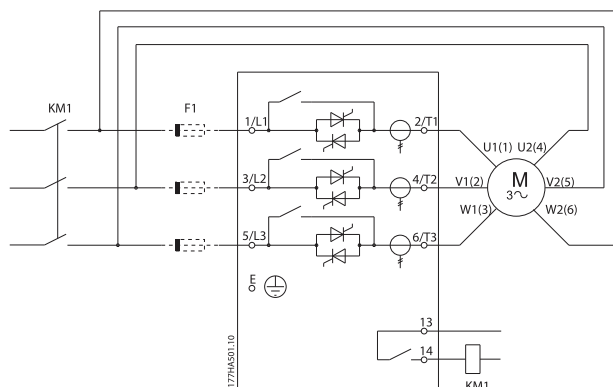 KM1
F1
1/L1
2/T1
U1(1) U2(4)
3/L2
4/T2
V1(2)
M
3
V2(5)
W1(3)
W2(6)
5/L3
6/T3
E
13
14
KM1
177HA501.10